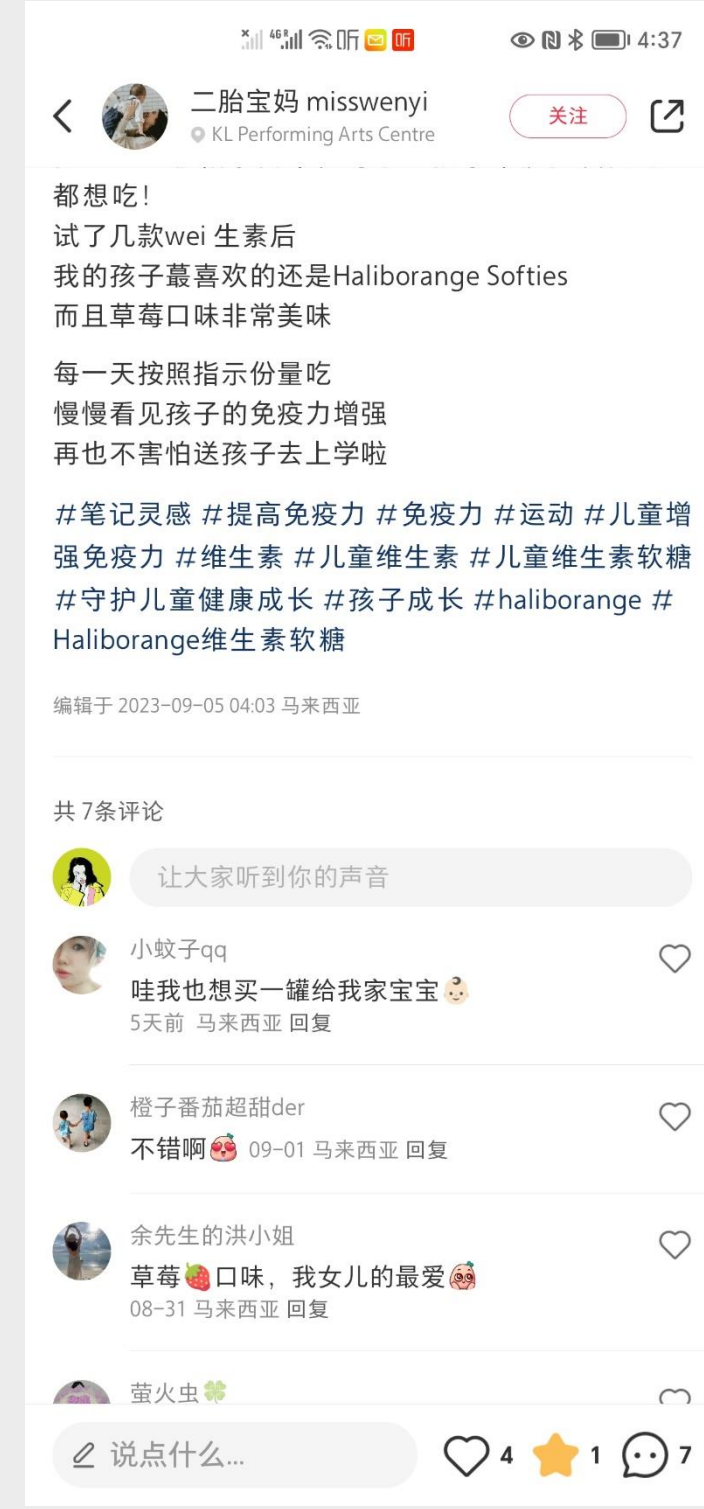 46R 听 听 4:37
二胎宝妈 misswenyi
关注
KL Performing Arts Centre
都想吃！
试了几款wei 生素后
我的孩子蕞喜欢的还是Haliborange Softies
而且草莓口味非常美味
每一天按照指示份量吃
慢慢看见孩子的免疫力增强
再也不害怕送孩子去上学啦
#笔记灵感 #提高免疫力 #免疫力 #运动 #儿童增
强免疫力 #维生素 #儿童维生素 #儿童维生素软糖
#守护儿童健康成长 #孩子成长 #haliborange #
Haliborange维生素软糖
编辑于 2023-09-05 04:03 马来西亚
共 7条评论
让大家听到你的声音
小蚊子qq
哇我也想买一罐给我家宝宝👶🏻
5天前 马来西亚 回复
橙子番茄超甜der
不错啊 09-01 马来西亚 回复
余先生的洪小姐
草莓🍓口味，我女儿的最爱
08-31 马来西亚 回复
萤火虫🍀
说点什么... 4 1 7